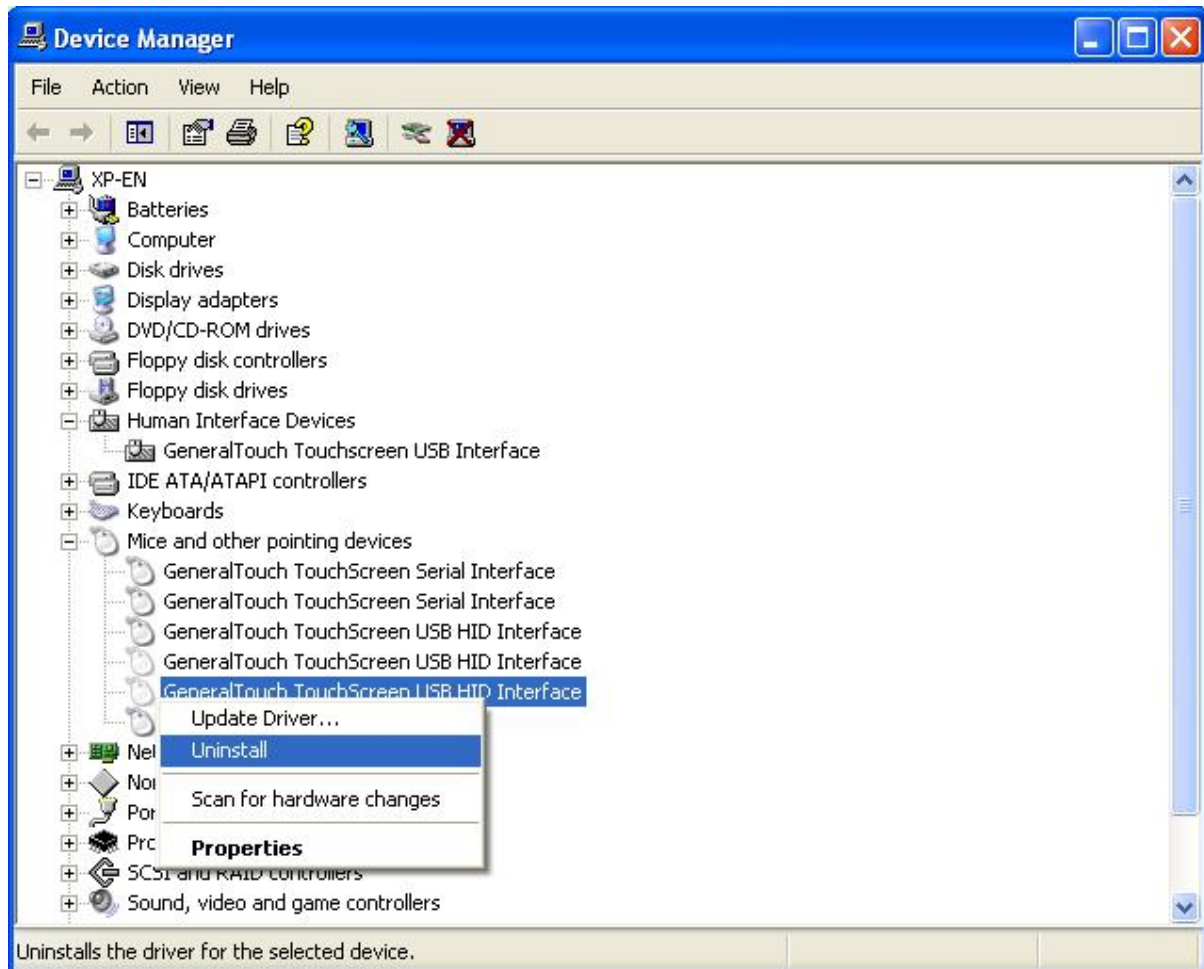 Device Manager
File Action View Help
XP-EN
Batteries
Computer
Disk drives
Display adapters
DVD/CD-ROM drives
Floppy disk controllers
Floppy disk drives
Human Interface Devices
GeneralTouch Touchscreen USB Interface
IDE ATA/ATAPI controllers
Keyboards
Mice and other pointing devices
GeneralTouch TouchScreen Serial Interface
GeneralTouch TouchScreen Serial Interface
GeneralTouch TouchScreen USB HID Interface
GeneralTouch TouchScreen USB HID Interface
GeneralTouch TouchScreen USB HID Interface
Update Driver...
Uninstall
Scan for hardware changes
Properties
SCSI and RAID controllers
Sound, video and game controllers
Uninstalls the driver for the selected device.